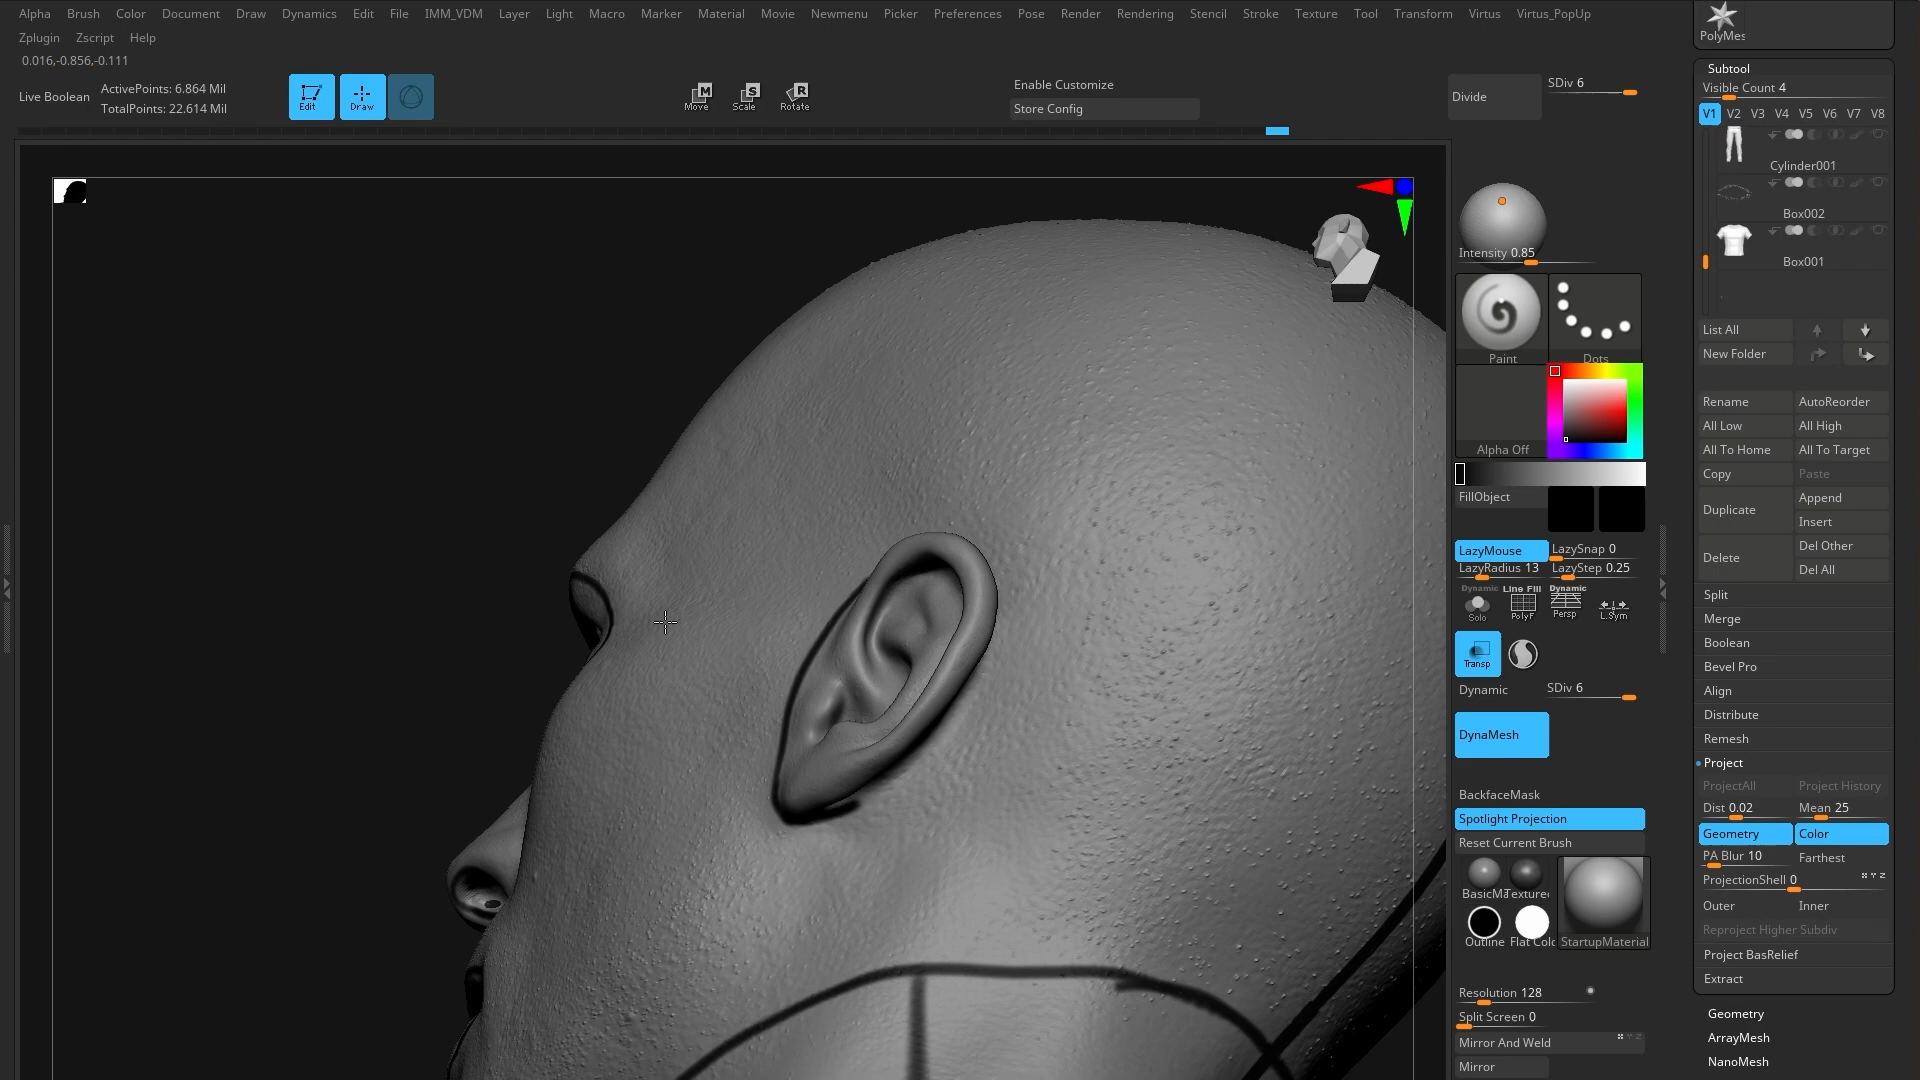 Alpha Brush Color Document Draw Dynamics Edit File IMM_VDM Layer Light Macro Marker Material Movie Newmenu Picker Preferences Pose Render Rendering Stencil Stroke Texture Tool Transform Virtus Virtus_PopUp
Zplugin Zscript Help
0.016,-0.856,-0.111
Live Boolean
ActivePoints: 6.864 Mil
TotalPoints: 22.614 Mil
Edit
Draw
M
Move
S
Scale
R
Rotate
Enable Customize
Store Config
Divide
SDiv 6
Intensity 0.85
Paint
Dots
Alpha Off
FillObject
LazyMouse
LazySnap 0
LazyRadius 13
LazyStep 0.25
Dynamic
Solo
Line Fill
PolyF
Dynamic
Persp
L.Sym
Transp
Dynamic
SDiv 6
DynaMesh
BackfaceMask
Spotlight Projection
Reset Current Brush
BasicMa
Texture
Outline
Flat Colo
StartupMaterial
Resolution 128
Split Screen 0
Mirror And Weld
Mirror
PolyMes
Subtool
Visible Count 4
V1 V2 V3 V4 V5 V6 V7 V8
Cylinder001
Box002
Box001
List All
New Folder
Rename
AutoReorder
All Low
All High
All To Home
All To Target
Copy
Paste
Duplicate
Append
Insert
Delete
Del Other
Del All
Split
Merge
Boolean
Bevel Pro
Align
Distribute
Remesh
Project
ProjectAll
Project History
Dist 0.02
Mean 25
Geometry
Color
PA Blur 10
Farthest
ProjectionShell 0
Outer
Inner
Reproject Higher Subdiv
Project BasRelief
Extract
Geometry
ArrayMesh
NanoMesh